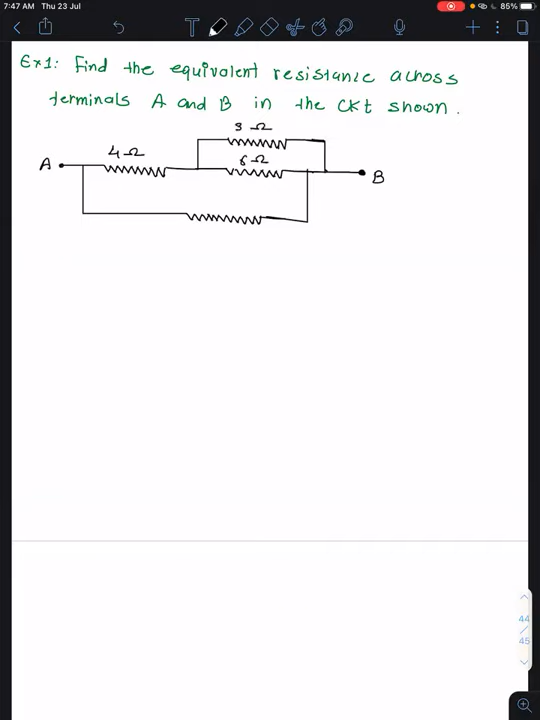 7:47 AM Thu 23 Jul
85%
T
Ex1: Find the equivalent resistance across
terminals A and B in the CKt shown.
3 Ω
4 Ω
6 Ω
A
B
44
/
45